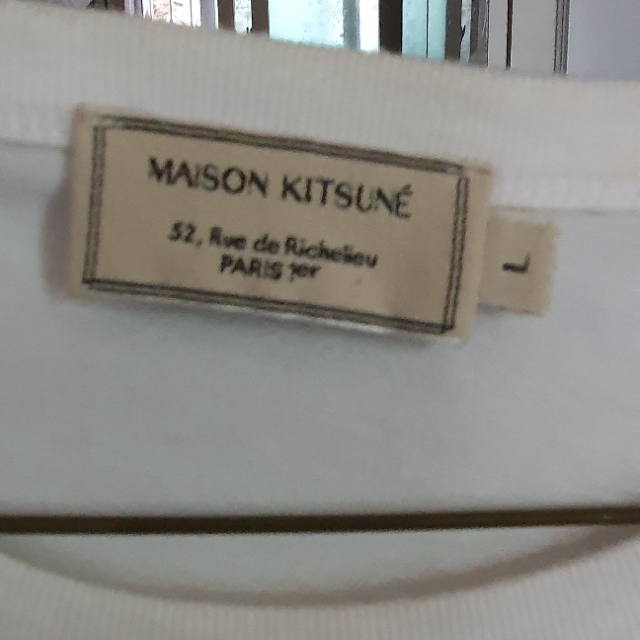 MAISON KITSUNÉ
52, Rue de Richelieu
PARIS 1er
L